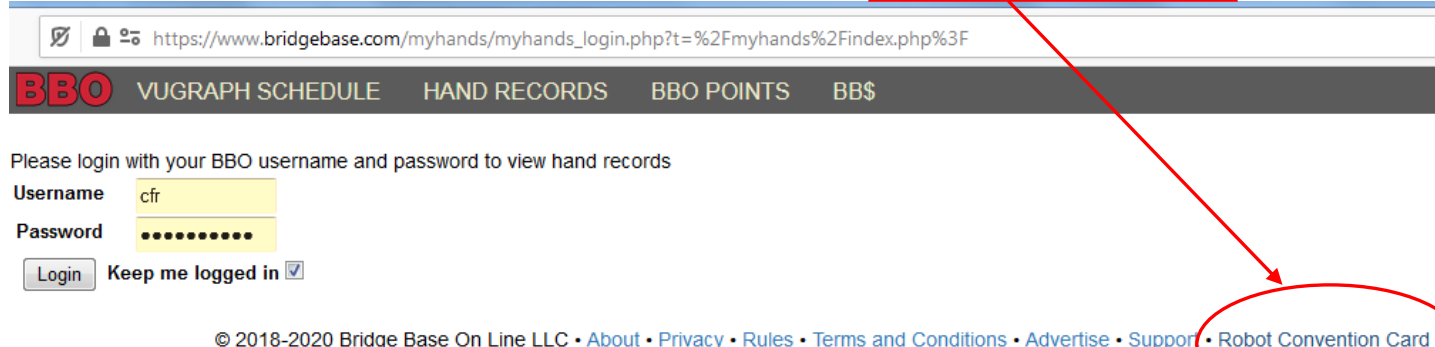 https://www.bridgebase.com/myhands/myhands_login.php?t=%2Fmyhands%2Findex.php%3F
BBO VUGRAPH SCHEDULE HAND RECORDS BBO POINTS BB$
Please login with your BBO username and password to view hand records
Username cfr
Password ••••••••••
Login Keep me logged in
© 2018-2020 Bridge Base On Line LLC • About • Privacy • Rules • Terms and Conditions • Advertise • Support • Robot Convention Card